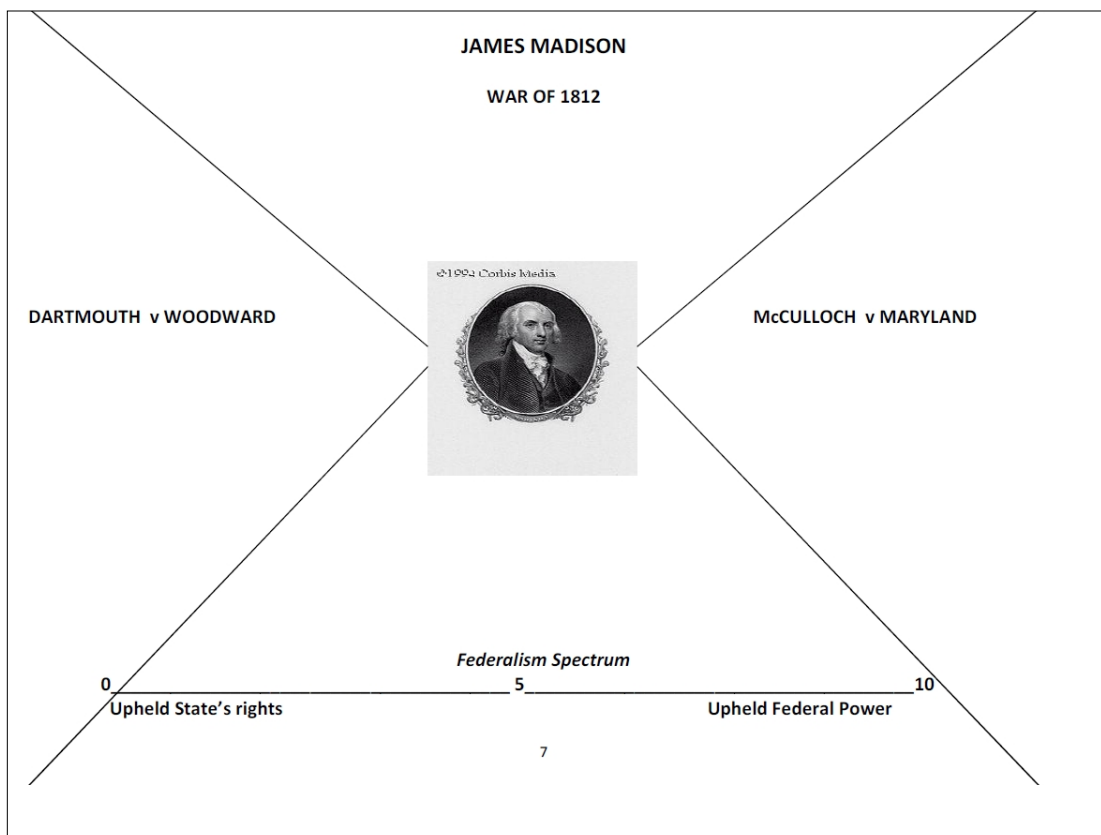 JAMES MADISON
WAR OF 1812
©1994 Corbis Media
DARTMOUTH v WOODWARD
McCULLOCH v MARYLAND
Federalism Spectrum
0 5 10
Upheld State’s rights Upheld Federal Power
7